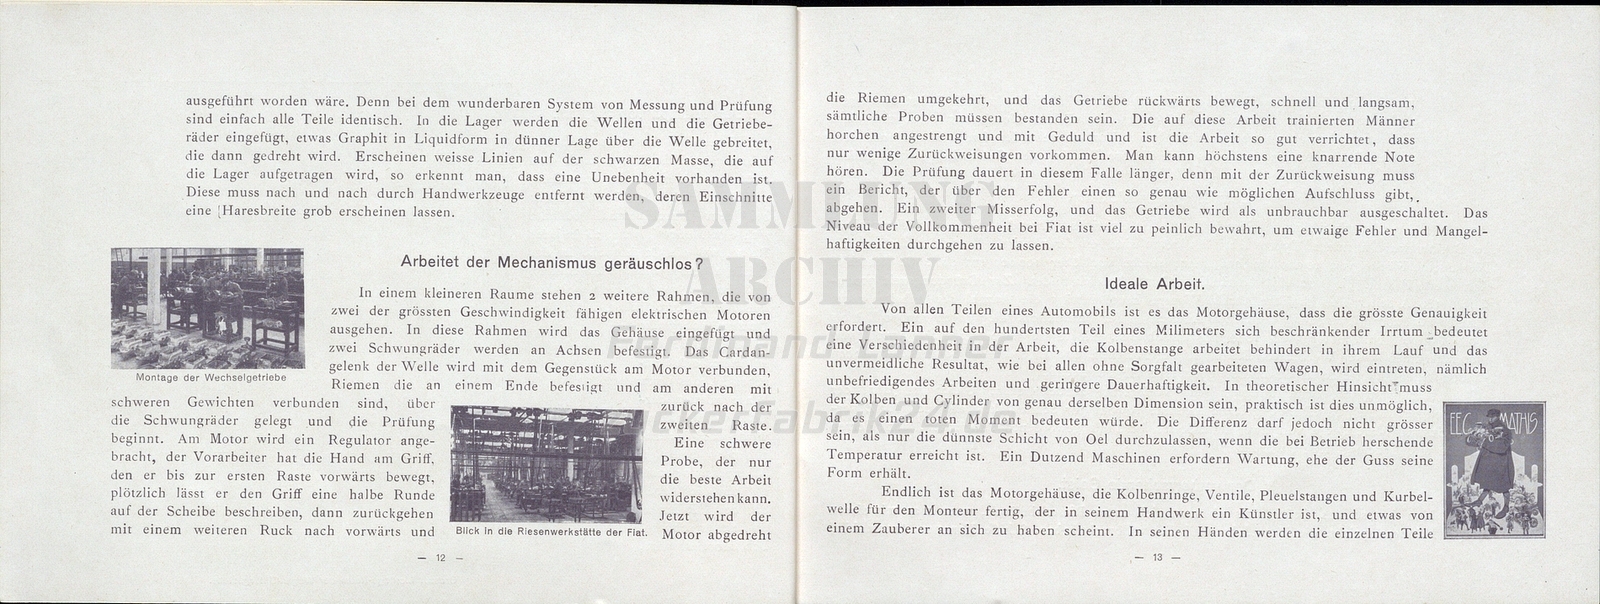 ausgeführt worden wäre. Denn bei dem wunderbaren System von Messung und Prüfung
sind einfach alle Teile identisch. In die Lager werden die Wellen und die Getriebe-
räder eingefügt, etwas Graphit in Liquidform in dünner Lage über die Welle gebreitet,
die dann gedreht wird. Erscheinen weisse Linien auf der schwarzen Masse, die auf
die Lager aufgetragen wird, so erkennt man, dass eine Unebenheit vorhanden ist.
Diese muss nach und nach durch Handwerkzeuge entfernt werden, deren Einschnitte
eine [Haresbreite grob erscheinen lassen.
Arbeitet der Mechanismus geräuschlos?
In einem kleineren Raume stehen 2 weitere Rahmen, die von
zwei der grössten Geschwindigkeit fähigen elektrischen Motoren
ausgehen. In diese Rahmen wird das Gehäuse eingefügt und
zwei Schwungräder werden an Achsen befestigt. Das Cardan-
gelenk der Welle wird mit dem Gegenstück am Motor verbunden,
Montage der Wechselgetriebe
Riemen die an einem Ende befestigt und am anderen mit
schweren Gewichten verbunden sind, über
die Schwungräder gelegt und die Prüfung
beginnt. Am Motor wird ein Regulator ange-
bracht, der Vorarbeiter hat die Hand am Griff,
den er bis zur ersten Raste vorwärts bewegt,
plötzlich lässt er den Griff eine halbe Runde
auf der Scheibe beschreiben, dann zurückgehen
mit einem weiteren Ruck nach vorwärts und
zurück nach der
zweiten Raste.
Eine schwere
Probe, der nur
die beste Arbeit
widerstehen kann.
Jetzt wird der
Motor abgedreht
Blick in die Riesenwerkstätte der Fiat.
— 12 —
die Riemen umgekehrt, und das Getriebe rückwärts bewegt, schnell und langsam,
sämtliche Proben müssen bestanden sein. Die auf diese Arbeit trainierten Männer
horchen angestrengt und mit Geduld und ist die Arbeit so gut verrichtet, dass
nur wenige Zurückweisungen vorkommen. Man kann höchstens eine knarrende Note
hören. Die Prüfung dauert in diesem Falle länger, denn mit der Zurückweisung muss
ein Bericht, der über den Fehler einen so genau wie möglichen Aufschluss gibt,
abgehen. Ein zweiter Misserfolg, und das Getriebe wird als unbrauchbar ausgeschaltet. Das
Niveau der Vollkommenheit bei Fiat ist viel zu peinlich bewahrt, um etwaige Fehler und Mangel-
haftigkeiten durchgehen zu lassen.
Ideale Arbeit.
Von allen Teilen eines Automobils ist es das Motorgehäuse, dass die grösste Genauigkeit
erfordert. Ein auf den hundertsten Teil eines Milimeters sich beschränkender Irrtum bedeutet
eine Verschiedenheit in der Arbeit, die Kolbenstange arbeitet behindert in ihrem Lauf und das
unvermeidliche Resultat, wie bei allen ohne Sorgfalt gearbeiteten Wagen, wird eintreten, nämlich
unbefriedigendes Arbeiten und geringere Dauerhaftigkeit. In theoretischer Hinsicht muss
der Kolben und Cylinder von genau derselben Dimension sein, praktisch ist dies unmöglich,
da es einen toten Moment bedeuten würde. Die Differenz darf jedoch nicht grösser
sein, als nur die dünnste Schicht von Oel durchzulassen, wenn die bei Betrieb herschende
Temperatur erreicht ist. Ein Dutzend Maschinen erfordern Wartung, ehe der Guss seine
Form erhält.
Endlich ist das Motorgehäuse, die Kolbenringe, Ventile, Pleuelstangen und Kurbel-
welle für den Monteur fertig, der in seinem Handwerk ein Künstler ist, und etwas von
einem Zauberer an sich zu haben scheint. In seinen Händen werden die einzelnen Teile
E.E.C. MATHIS
— 13 —
SAMMLUNG
ARCHIV
Ferdinand Lanner
zuckerfabrik24.de